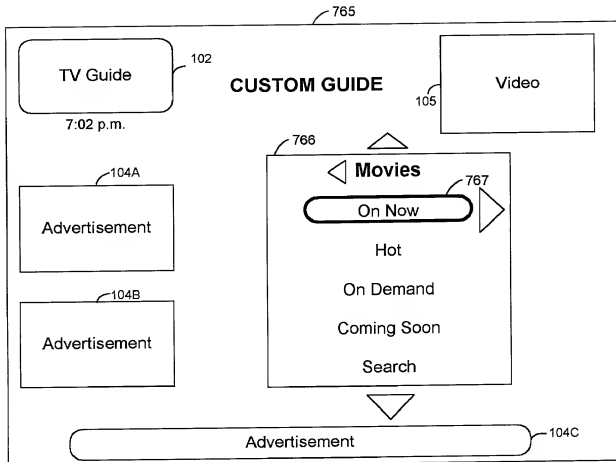 765
TV Guide
102
CUSTOM GUIDE
105
Video
7:02 p.m.
766
Movies
767
On Now
Hot
On Demand
Coming Soon
Search
104A
Advertisement
104B
Advertisement
Advertisement
104C